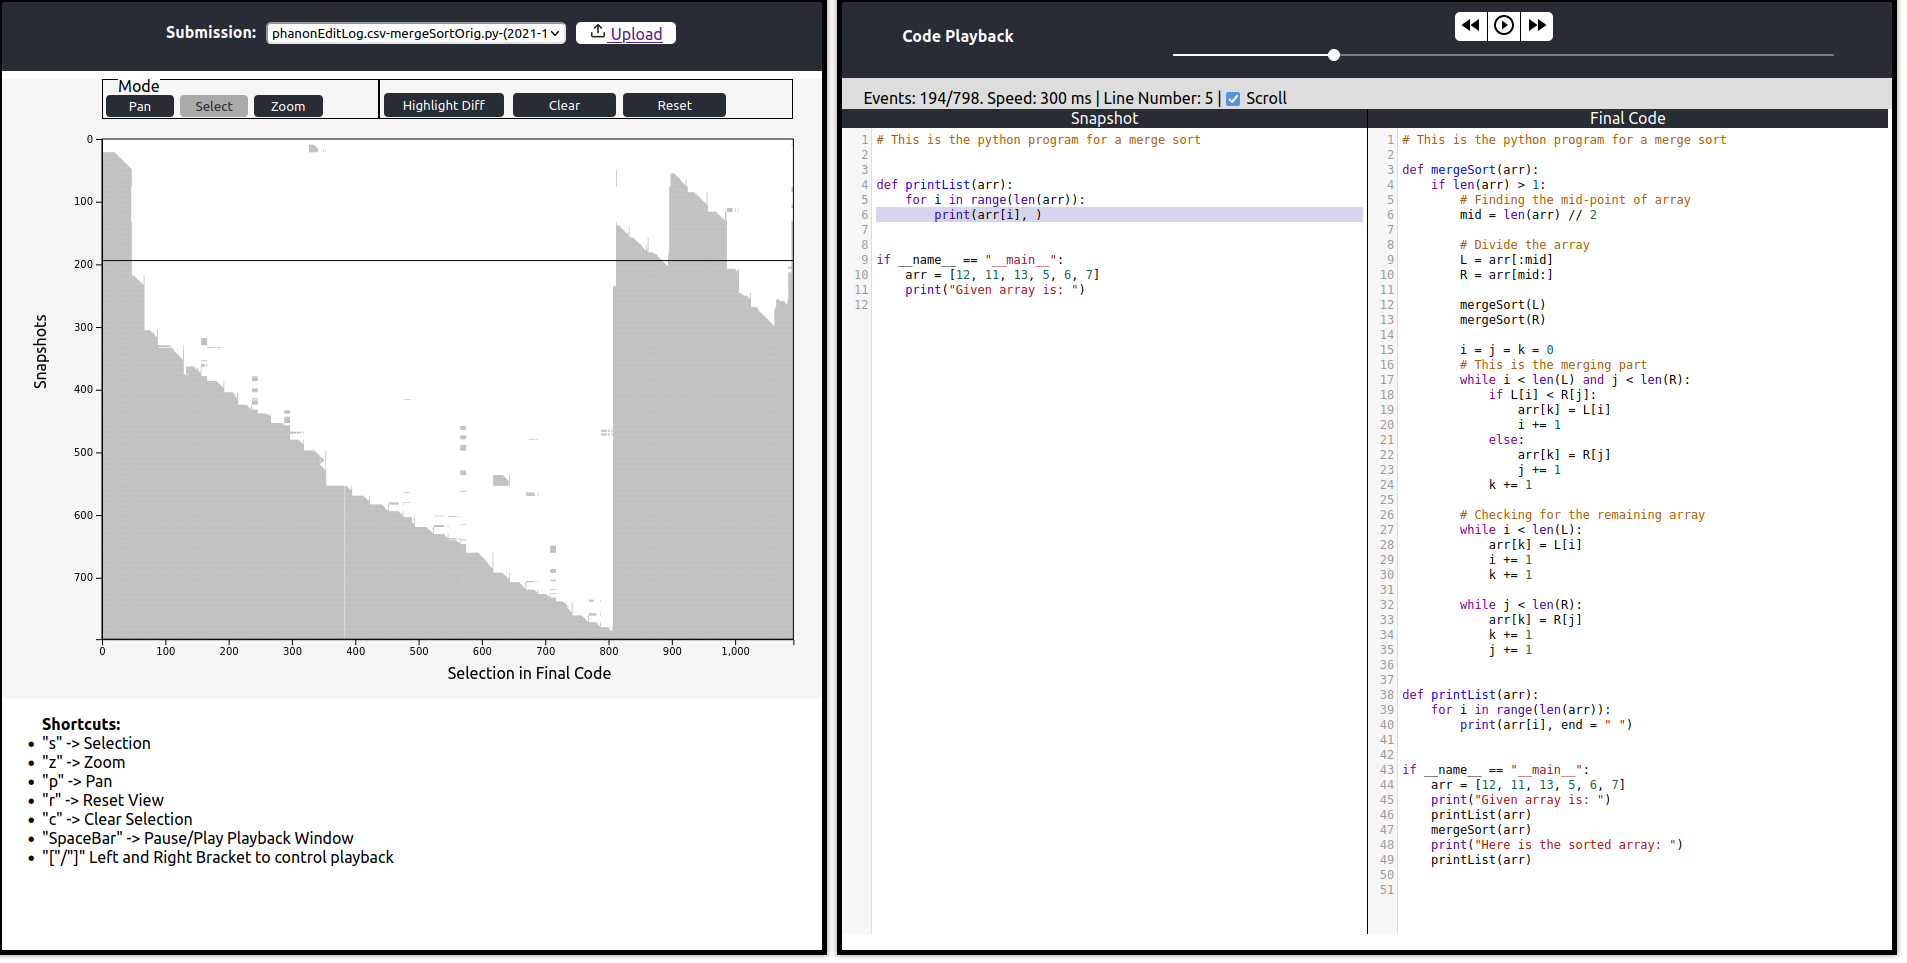 Submission: phanonEditLog.csv-mergeSortOrig.py-(2021-1 Upload
Mode
Pan Select Zoom Highlight Diff Clear Reset
0
100
200
300
400
500
600
700
Snapshots
0 100 200 300 400 500 600 700 800 900 1,000
Selection in Final Code
Shortcuts:
"s" -> Selection
"z" -> Zoom
"p" -> Pan
"r" -> Reset View
"c" -> Clear Selection
"SpaceBar" -> Pause/Play Playback Window
"["/"]" Left and Right Bracket to control playback
Code Playback
Events: 194/798. Speed: 300 ms | Line Number: 5 | Scroll
Snapshot
1 # This is the python program for a merge sort
2
3
4 def printList(arr):
5     for i in range(len(arr)):
6         print(arr[i], )
7
8
9 if __name__ == "__main__":
10     arr = [12, 11, 13, 5, 6, 7]
11     print("Given array is: ")
12
Final Code
1 # This is the python program for a merge sort
2
3 def mergeSort(arr):
4     if len(arr) > 1:
5         # Finding the mid-point of array
6         mid = len(arr) // 2
7
8         # Divide the array
9         L = arr[:mid]
10         R = arr[mid:]
11
12         mergeSort(L)
13         mergeSort(R)
14
15         i = j = k = 0
16         # This is the merging part
17         while i < len(L) and j < len(R):
18             if L[i] < R[j]:
19                 arr[k] = L[i]
20                 i += 1
21             else:
22                 arr[k] = R[j]
23                 j += 1
24             k += 1
25
26         # Checking for the remaining array
27         while i < len(L):
28             arr[k] = L[i]
29             i += 1
30             k += 1
31
32         while j < len(R):
33             arr[k] = R[j]
34             k += 1
35             j += 1
36
37
38 def printList(arr):
39     for i in range(len(arr)):
40         print(arr[i], end = " ")
41
42
43 if __name__ == "__main__":
44     arr = [12, 11, 13, 5, 6, 7]
45     print("Given array is: ")
46     printList(arr)
47     mergeSort(arr)
48     print("Here is the sorted array: ")
49     printList(arr)
50
51